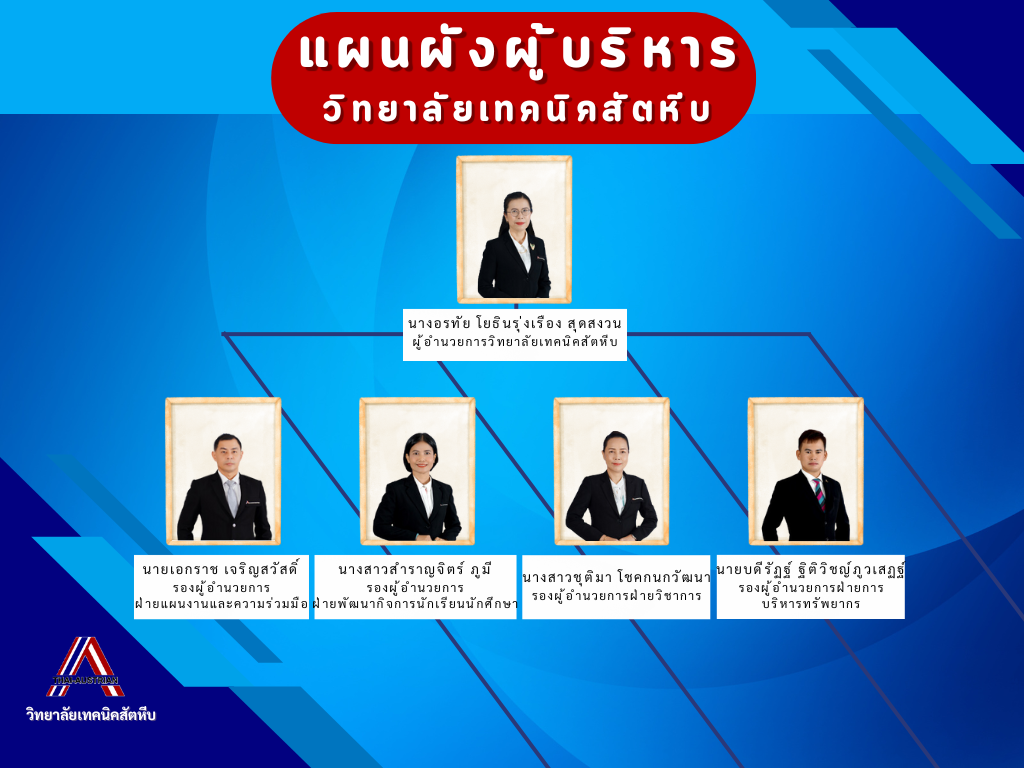 แผนผังผู้บริหาร
วิทยาลัยเทคนิคสัตหีบ
นางอรทัย โยธินรุ่งเรือง สุดสงวน
ผู้อำนวยการวิทยาลัยเทคนิคสัตหีบ
นายเอกราช เจริญสวัสดิ์
รองผู้อำนวยการ
ฝ่ายแผนงานและความร่วมมือ
นางสาวสำราญจิตร์ ภูมี
รองผู้อำนวยการ
ฝ่ายพัฒนากิจการนักเรียนนักศึกษา
นางสาวชุติมา โชคกนกวัฒนา
รองผู้อำนวยการฝ่ายวิชาการ
นายบดีรัฏฐ์ ฐิติวิชญ์ภูวเสฏฐ์
รองผู้อำนวยการฝ่ายการ
บริหารทรัพยากร
THAI-AUSTRIAN
วิทยาลัยเทคนิคสัตหีบ